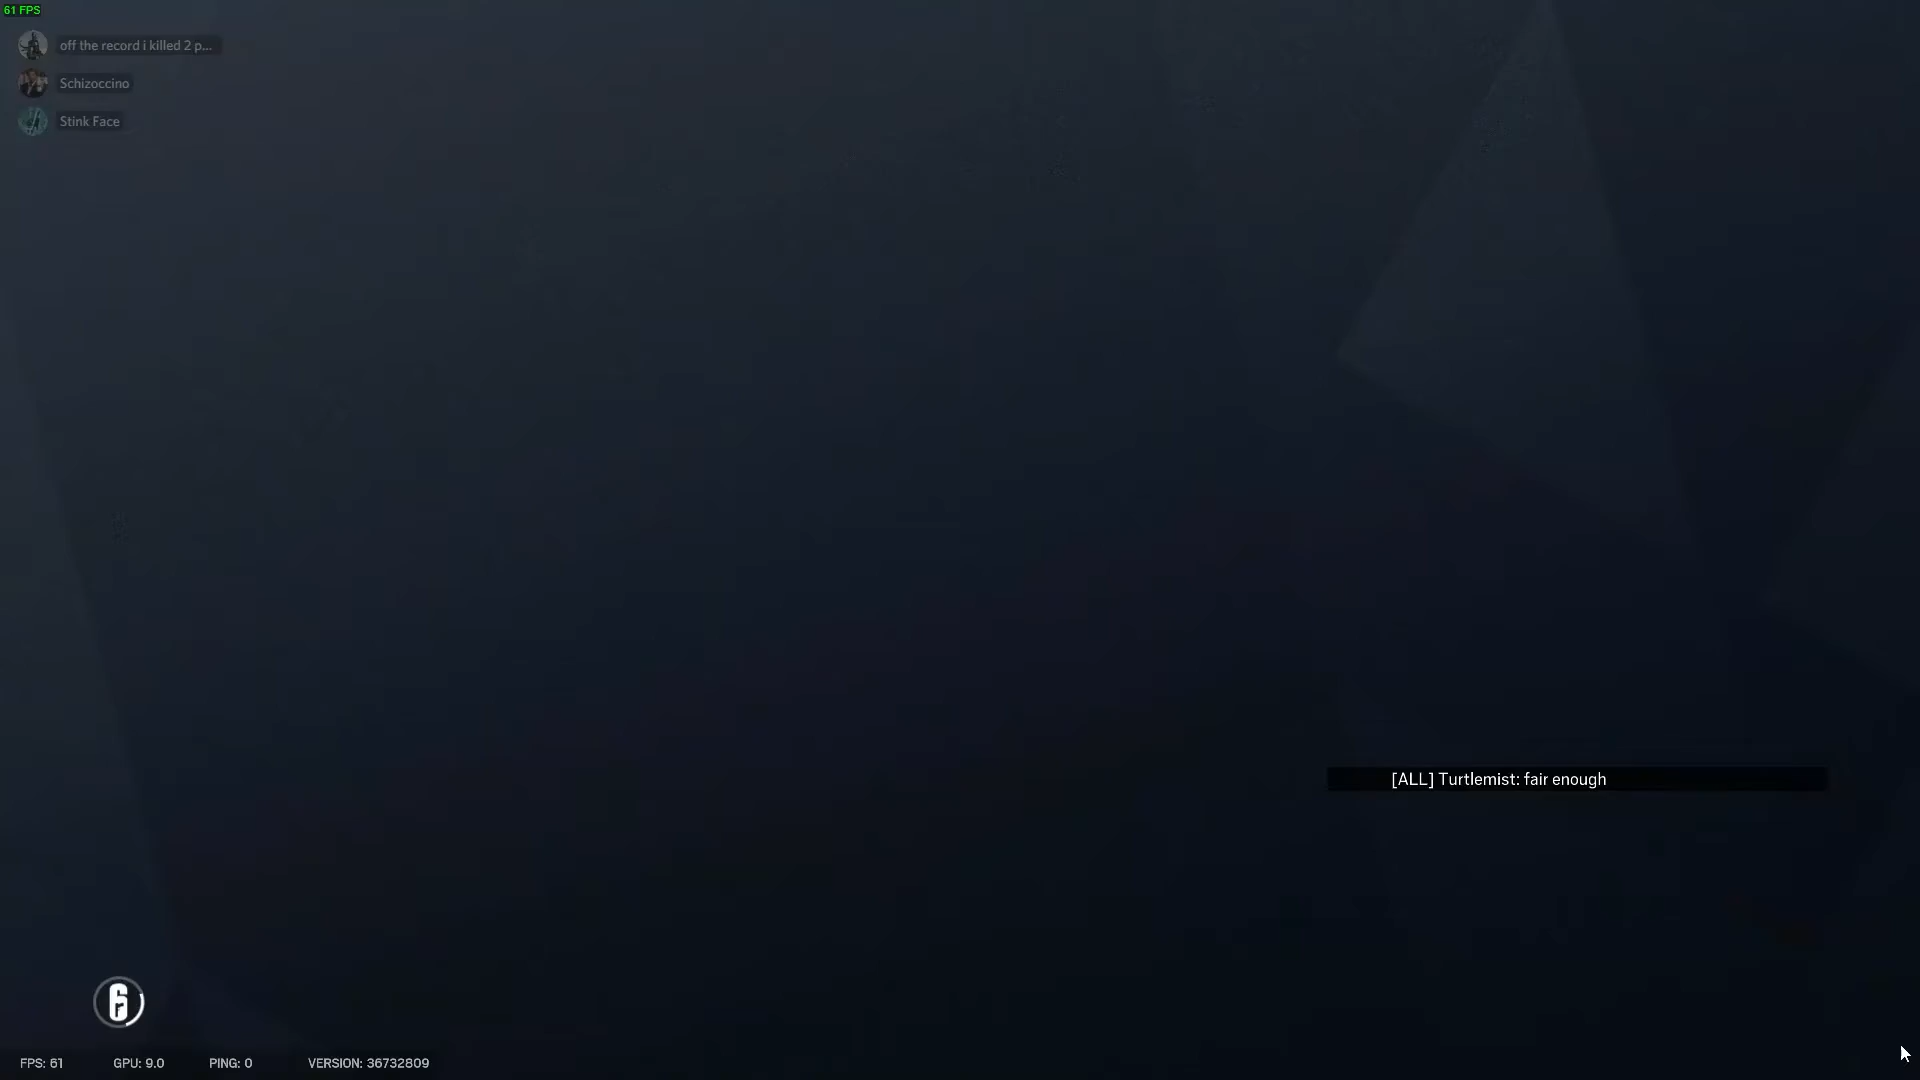 61 FPS
off the record i killed 2 p...
Schizoccino
Stink Face
[ALL] Turtlemist: fair enough
6
FPS: 61 GPU: 9.0 PING: 0 VERSION: 36732809